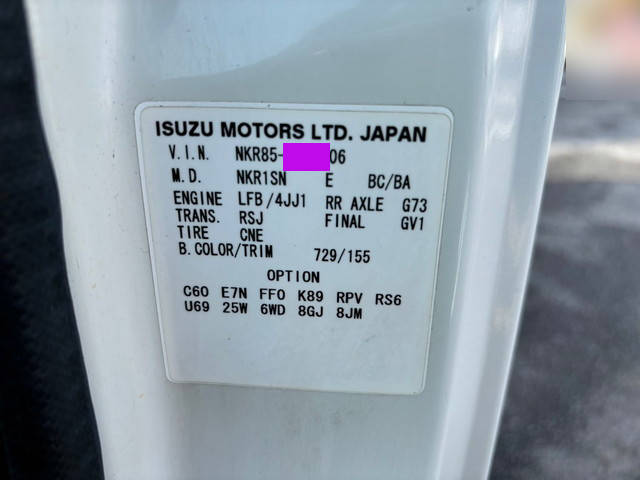 ISUZU MOTORS LTD. JAPAN
V.I.N. NKR85- 06
M.D. NKR1SN E BC/BA
ENGINE LFB/4JJ1 RR AXLE G73
TRANS. RSJ FINAL GV1
TIRE CNE
B.COLOR/TRIM 729/155
OPTION
C60 E7N FF0 K89 RPV RS6
U69 25W 6WD 8GJ 8JM